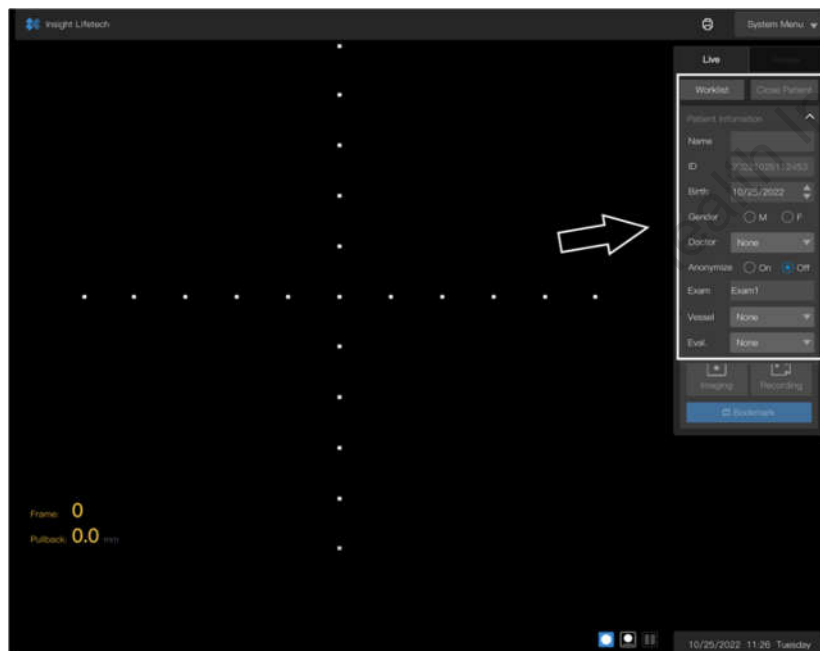 Insight Lifetech
System Menu
Live
Worklist
Close Patient
Patient Infomation
Name
ID
Birth 10/25/2022
Gender M F
Doctor None
Anonymize On Off
Exam Exam1
Vessel None
Eval. None
Imaging Recording
Bookmark
Frame: 0
Pullback: 0.0 mm
10/25/2022 11:26 Tuesday